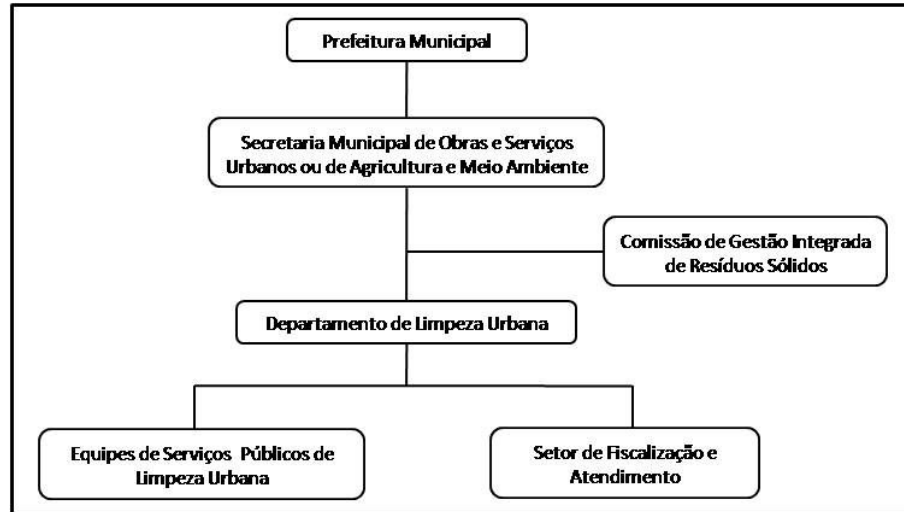 Prefeitura Municipal
Secretaria Municipal de Obras e Serviços
Urbanos ou de Agricultura e Meio Ambiente
Comissão de Gestão Integrada
de Resíduos Sólidos
Departamento de Limpeza Urbana
Equipes de Serviços Públicos de
Limpeza Urbana
Setor de Fiscalização e
Atendimento